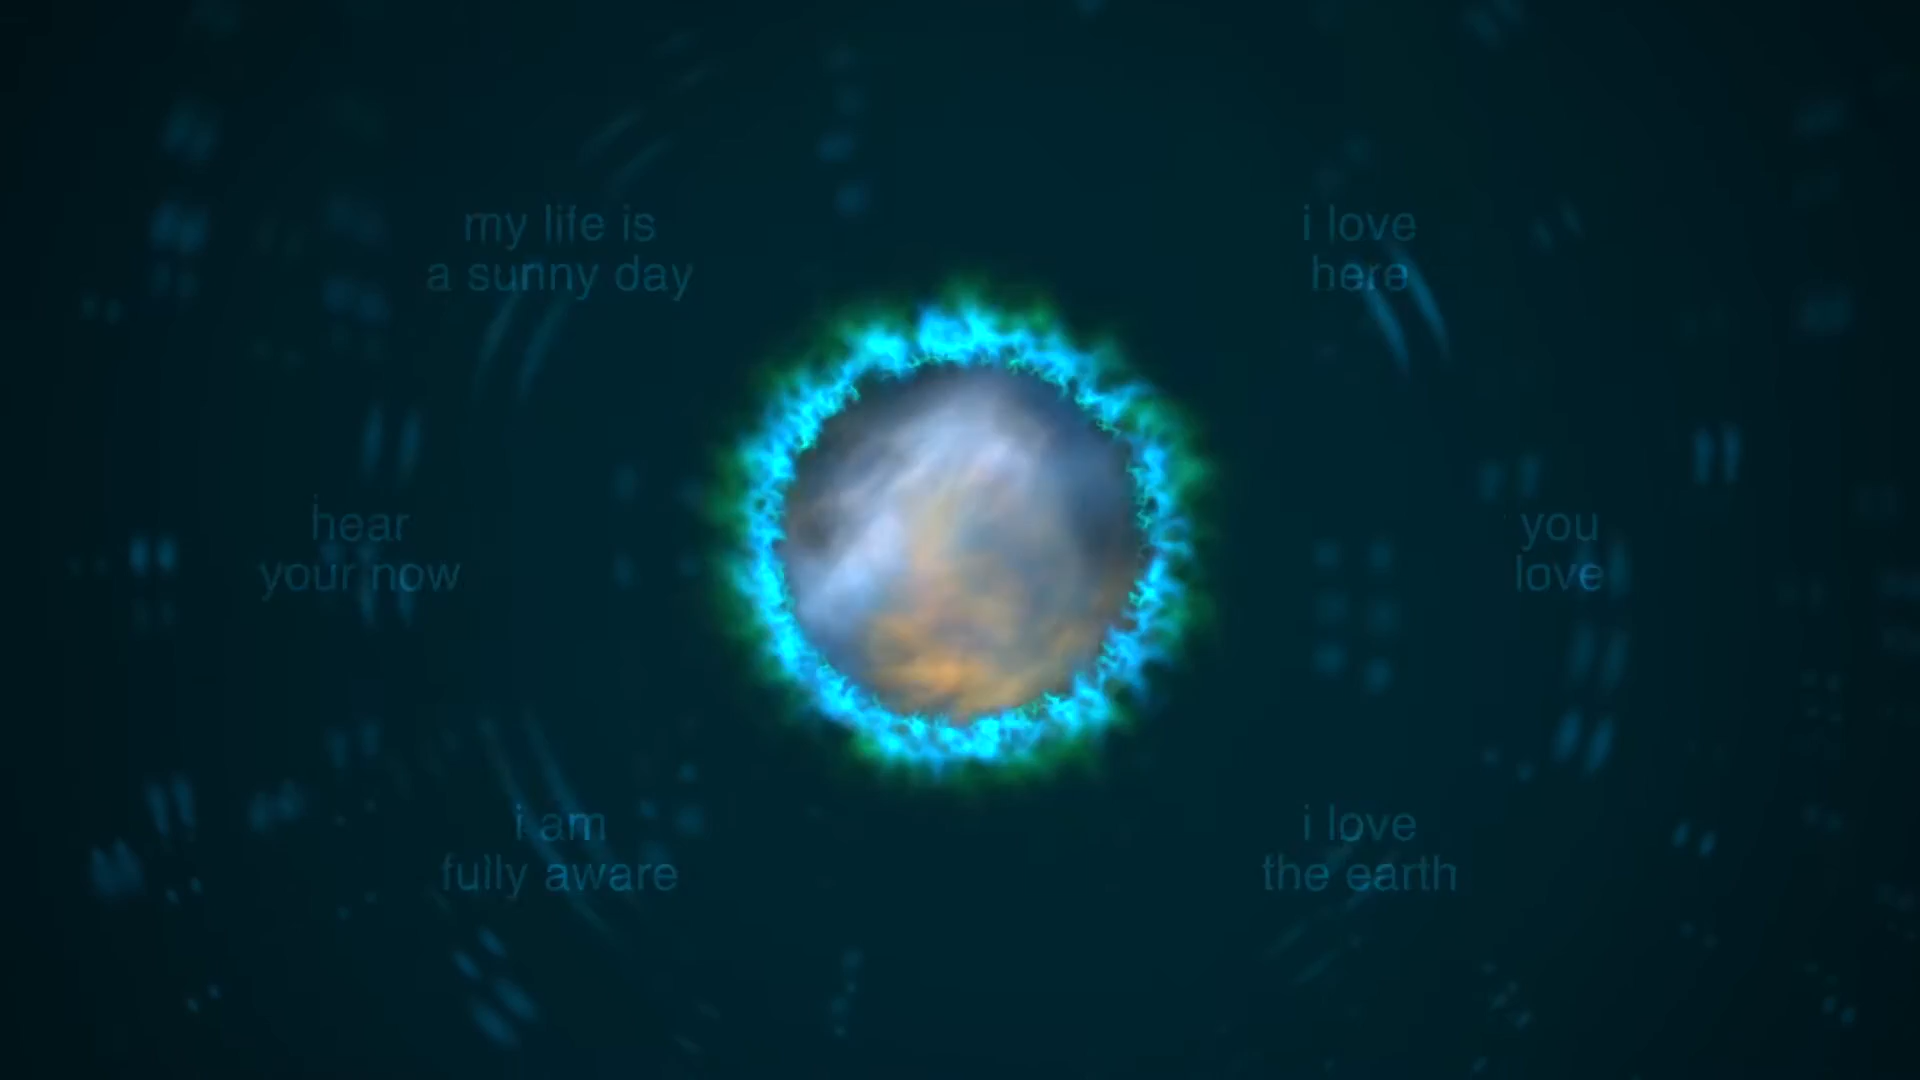 my life is
a sunny day
i love
here
hear
your now
you
love
i am
fully aware
i love
the earth